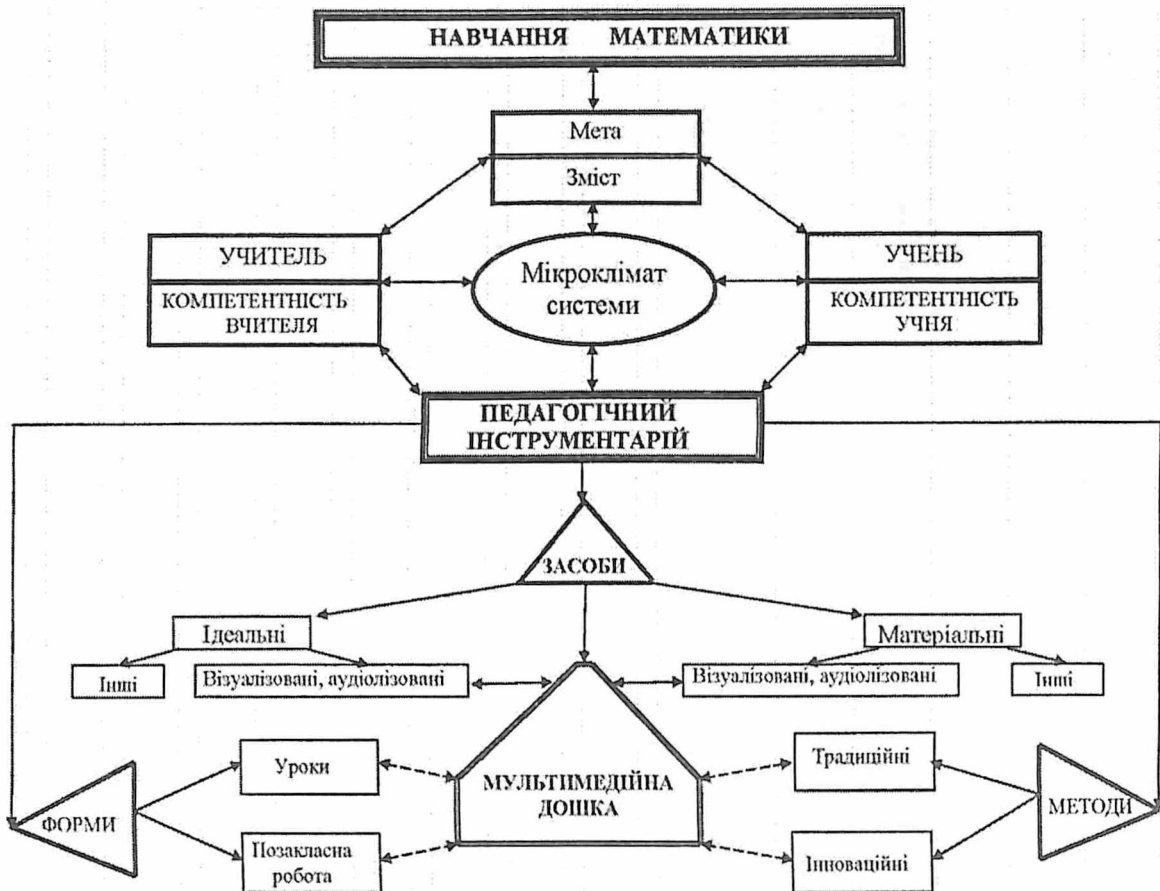 НАВЧАННЯ МАТЕМАТИКИ
Мета
Зміст
УЧИТЕЛЬ
КОМПЕТЕНТНІСТЬ
ВЧИТЕЛЯ
Мікроклімат
системи
УЧЕНЬ
КОМПЕТЕНТНІСТЬ
УЧНЯ
ПЕДАГОГІЧНИЙ
ІНСТРУМЕНТАРІЙ
ЗАСОБИ
Ідеальні
Матеріальні
Інші
Візуалізовані, аудіолізовані
Візуалізовані, аудіолізовані
Інші
Уроки
Традиційні
МУЛЬТИМЕДІЙНА
ДОШКА
ФОРМИ
МЕТОДИ
Позакласна
робота
Інноваційні